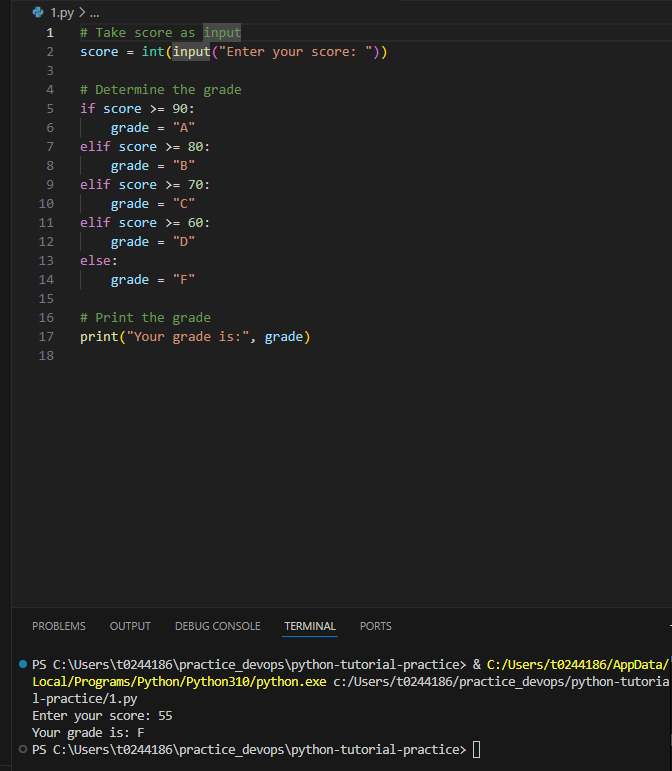 1.py > ...
1 # Take score as input
2 score = int(input("Enter your score: "))
3
4 # Determine the grade
5 if score >= 90:
6     grade = "A"
7 elif score >= 80:
8     grade = "B"
9 elif score >= 70:
10     grade = "C"
11 elif score >= 60:
12     grade = "D"
13 else:
14     grade = "F"
15
16 # Print the grade
17 print("Your grade is:", grade)
18
PROBLEMS OUTPUT DEBUG CONSOLE TERMINAL PORTS
PS C:\Users\t0244186\practice_devops\python-tutorial-practice> & C:/Users/t0244186/AppData/
Local/Programs/Python/Python310/python.exe c:/Users/t0244186/practice_devops/python-tutoria
l-practice/1.py
Enter your score: 55
Your grade is: F
PS C:\Users\t0244186\practice_devops\python-tutorial-practice>